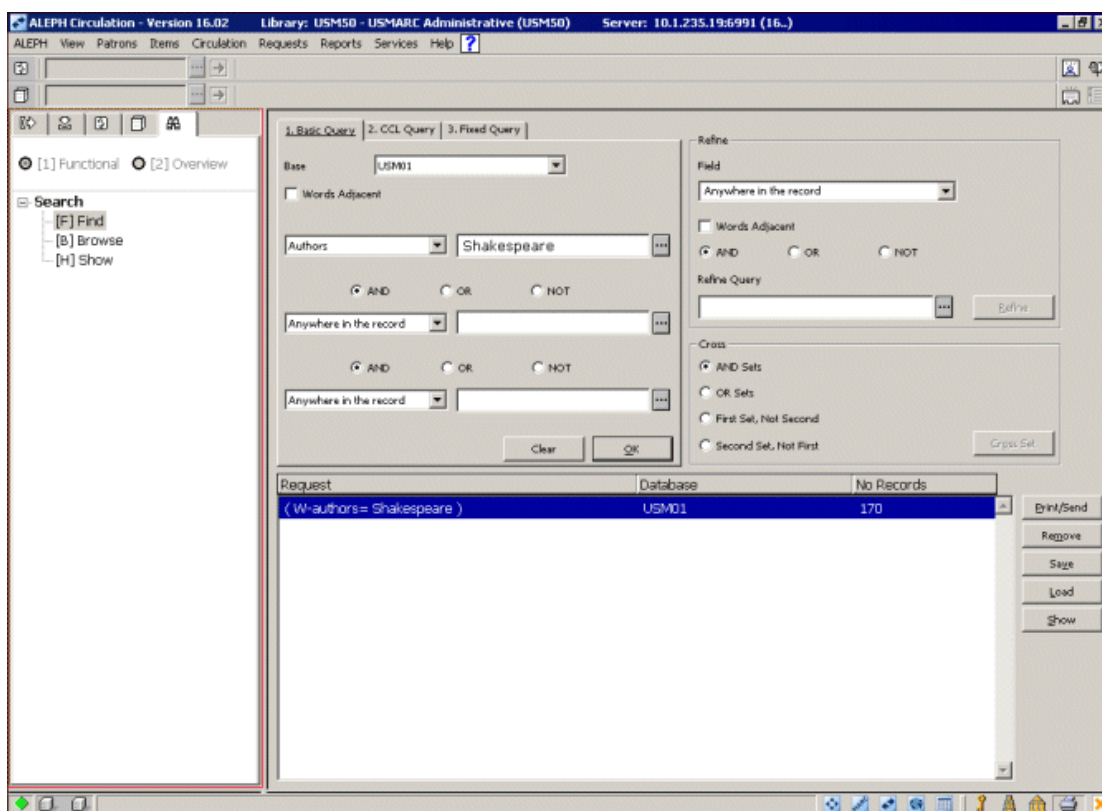 ALEPH Circulation - Version 16.02 Library: USM50 - USMARC Administrative (USM50) Server: 10.1.235.19:6991 (16..)
ALEPH View Patrons Items Circulation Requests Reports Services Help ?
[1] Functional [2] Overview
Search
[F] Find
[B] Browse
[H] Show
1. Basic Query 2. CCL Query 3. Fixed Query
Base USM01
Words Adjacent
Authors Shakespeare
AND OR NOT
Anywhere in the record
AND OR NOT
Anywhere in the record
Clear OK
Refine
Field
Anywhere in the record
Words Adjacent
AND OR NOT
Refine Query
Refine
Cross
AND Sets
OR Sets
First Set, Not Second
Second Set, Not First Cross Set
Request Database No Records
( W-authors= Shakespeare ) USM01 170
Print/Send
Remove
Save
Load
Show